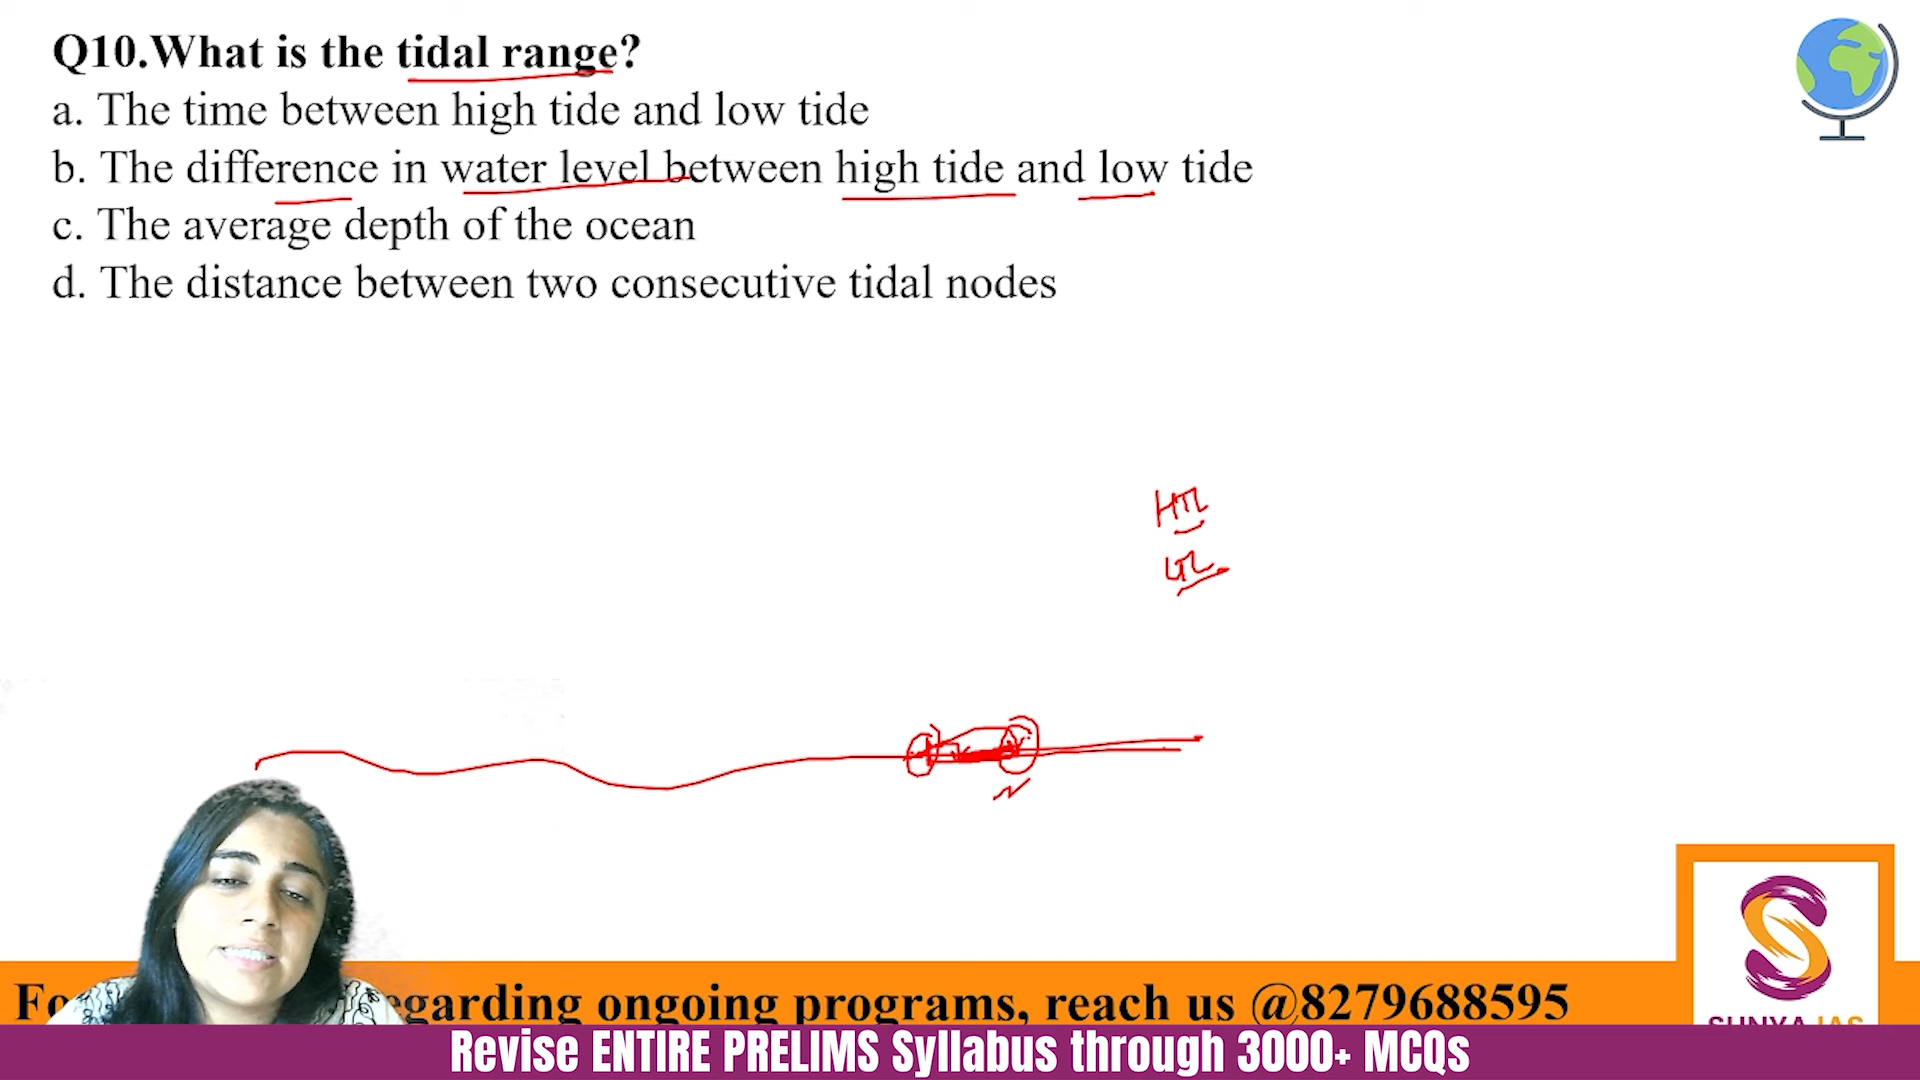 Q10.What is the tidal range?
a. The time between high tide and low tide
b. The difference in water level between high tide and low tide
c. The average depth of the ocean
d. The distance between two consecutive tidal nodes
HTL
LTL
egarding ongoing programs, reach us @8279688595
Revise ENTIRE PRELIMS Syllabus through 3000+ MCQs